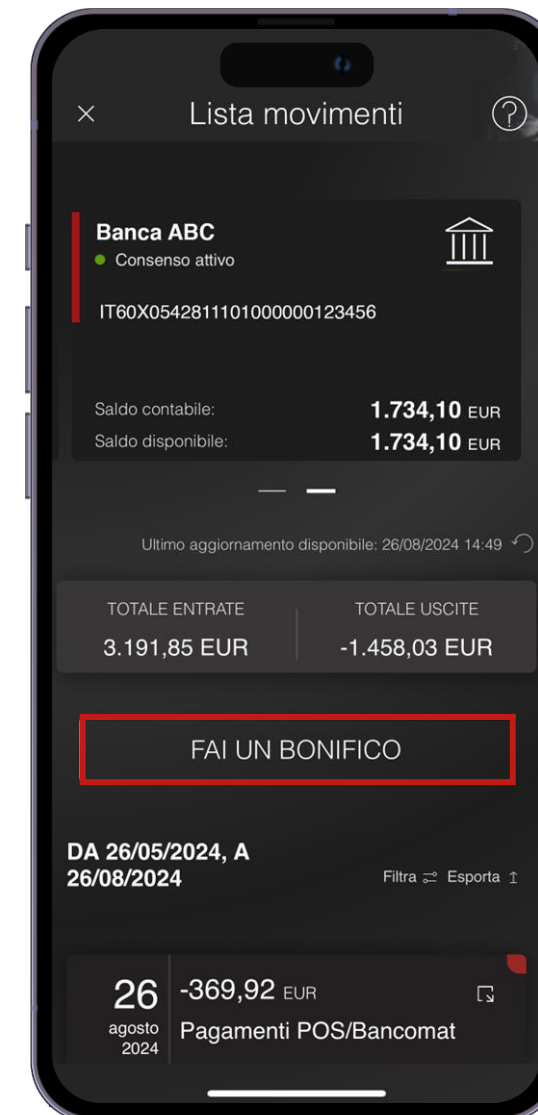 Lista movimenti
Banca ABC
Consenso attivo
IT60X0542811101000000123456
Saldo contabile: 1.734,10 EUR
Saldo disponibile: 1.734,10 EUR
Ultimo aggiornamento disponibile: 26/08/2024 14:49
TOTALE ENTRATE TOTALE USCITE
3.191,85 EUR -1.458,03 EUR
FAI UN BONIFICO
DA 26/05/2024, A
26/08/2024 Filtra Esporta
26 -369,92 EUR
agosto Pagamenti POS/Bancomat
2024